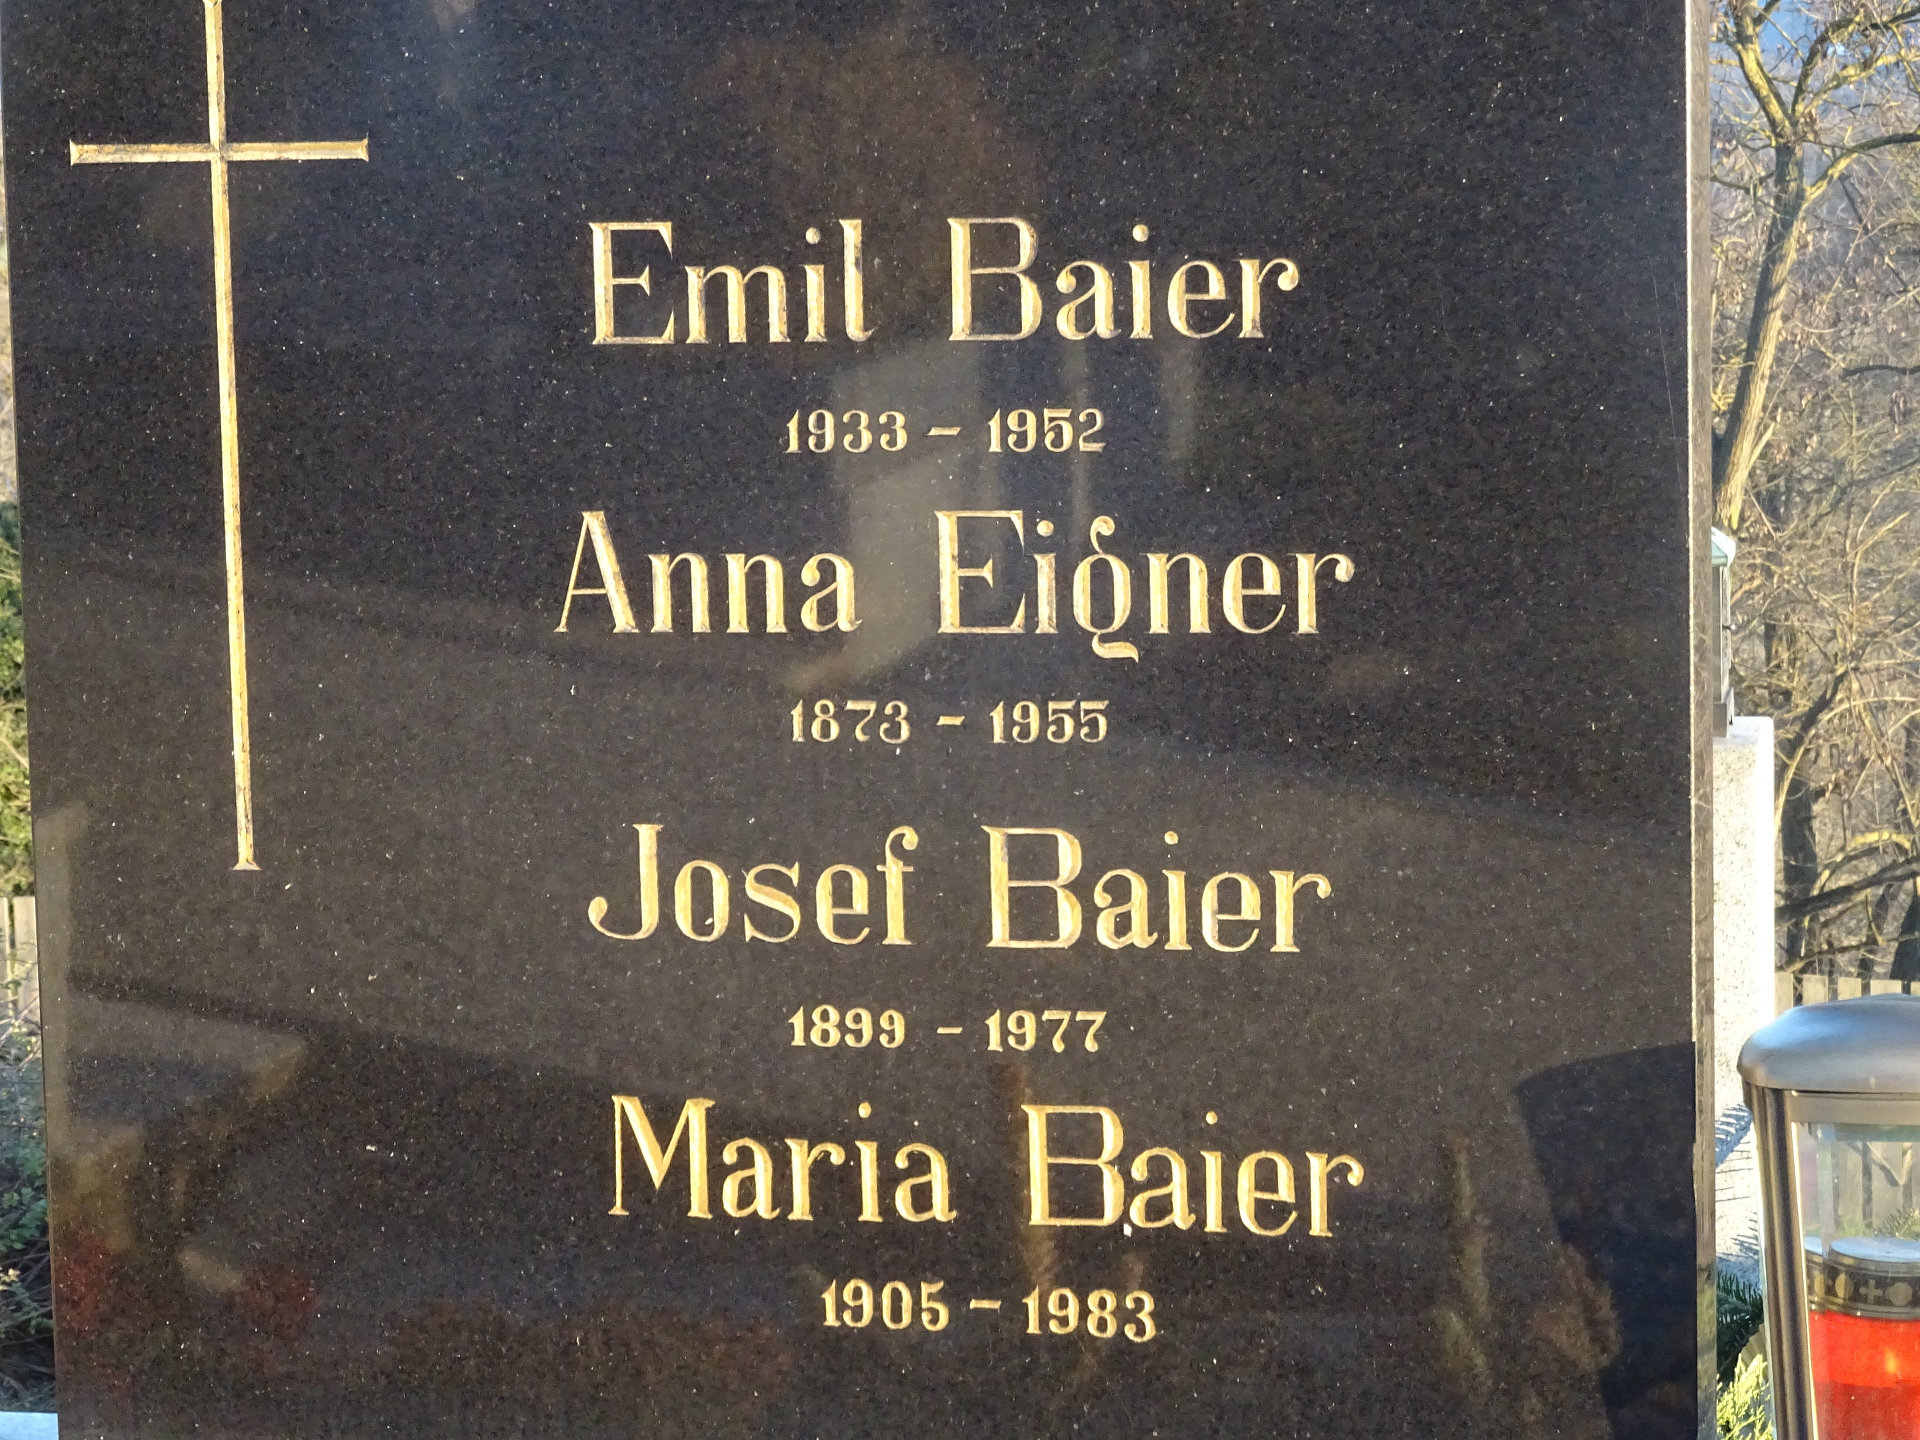 Emil Baier
1933 - 1952
Anna Eigner
1873 - 1955
Josef Baier
1899 - 1977
Maria Baier
1905 - 1983